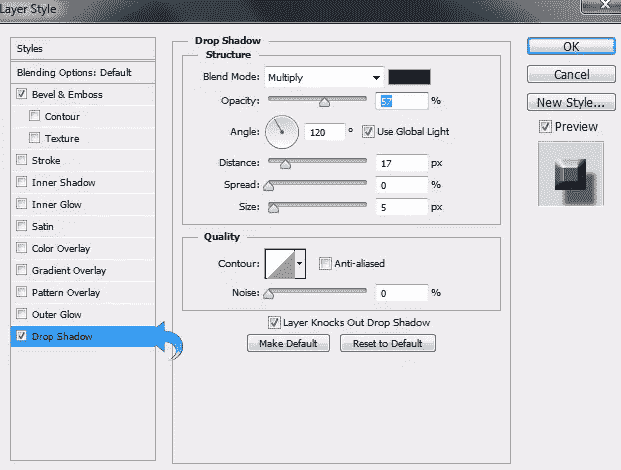 Layer Style
Styles
Blending Options: Default
Bevel & Emboss
Contour
Texture
Stroke
Inner Shadow
Inner Glow
Satin
Color Overlay
Gradient Overlay
Pattern Overlay
Outer Glow
Drop Shadow
Drop Shadow
Structure
Blend Mode: Multiply
Opacity: 57 %
Angle: 120 ° Use Global Light
Distance: 17 px
Spread: 0 %
Size: 5 px
Quality
Contour: Anti-aliased
Noise: 0 %
Layer Knocks Out Drop Shadow
Make Default Reset to Default
OK
Cancel
New Style...
Preview